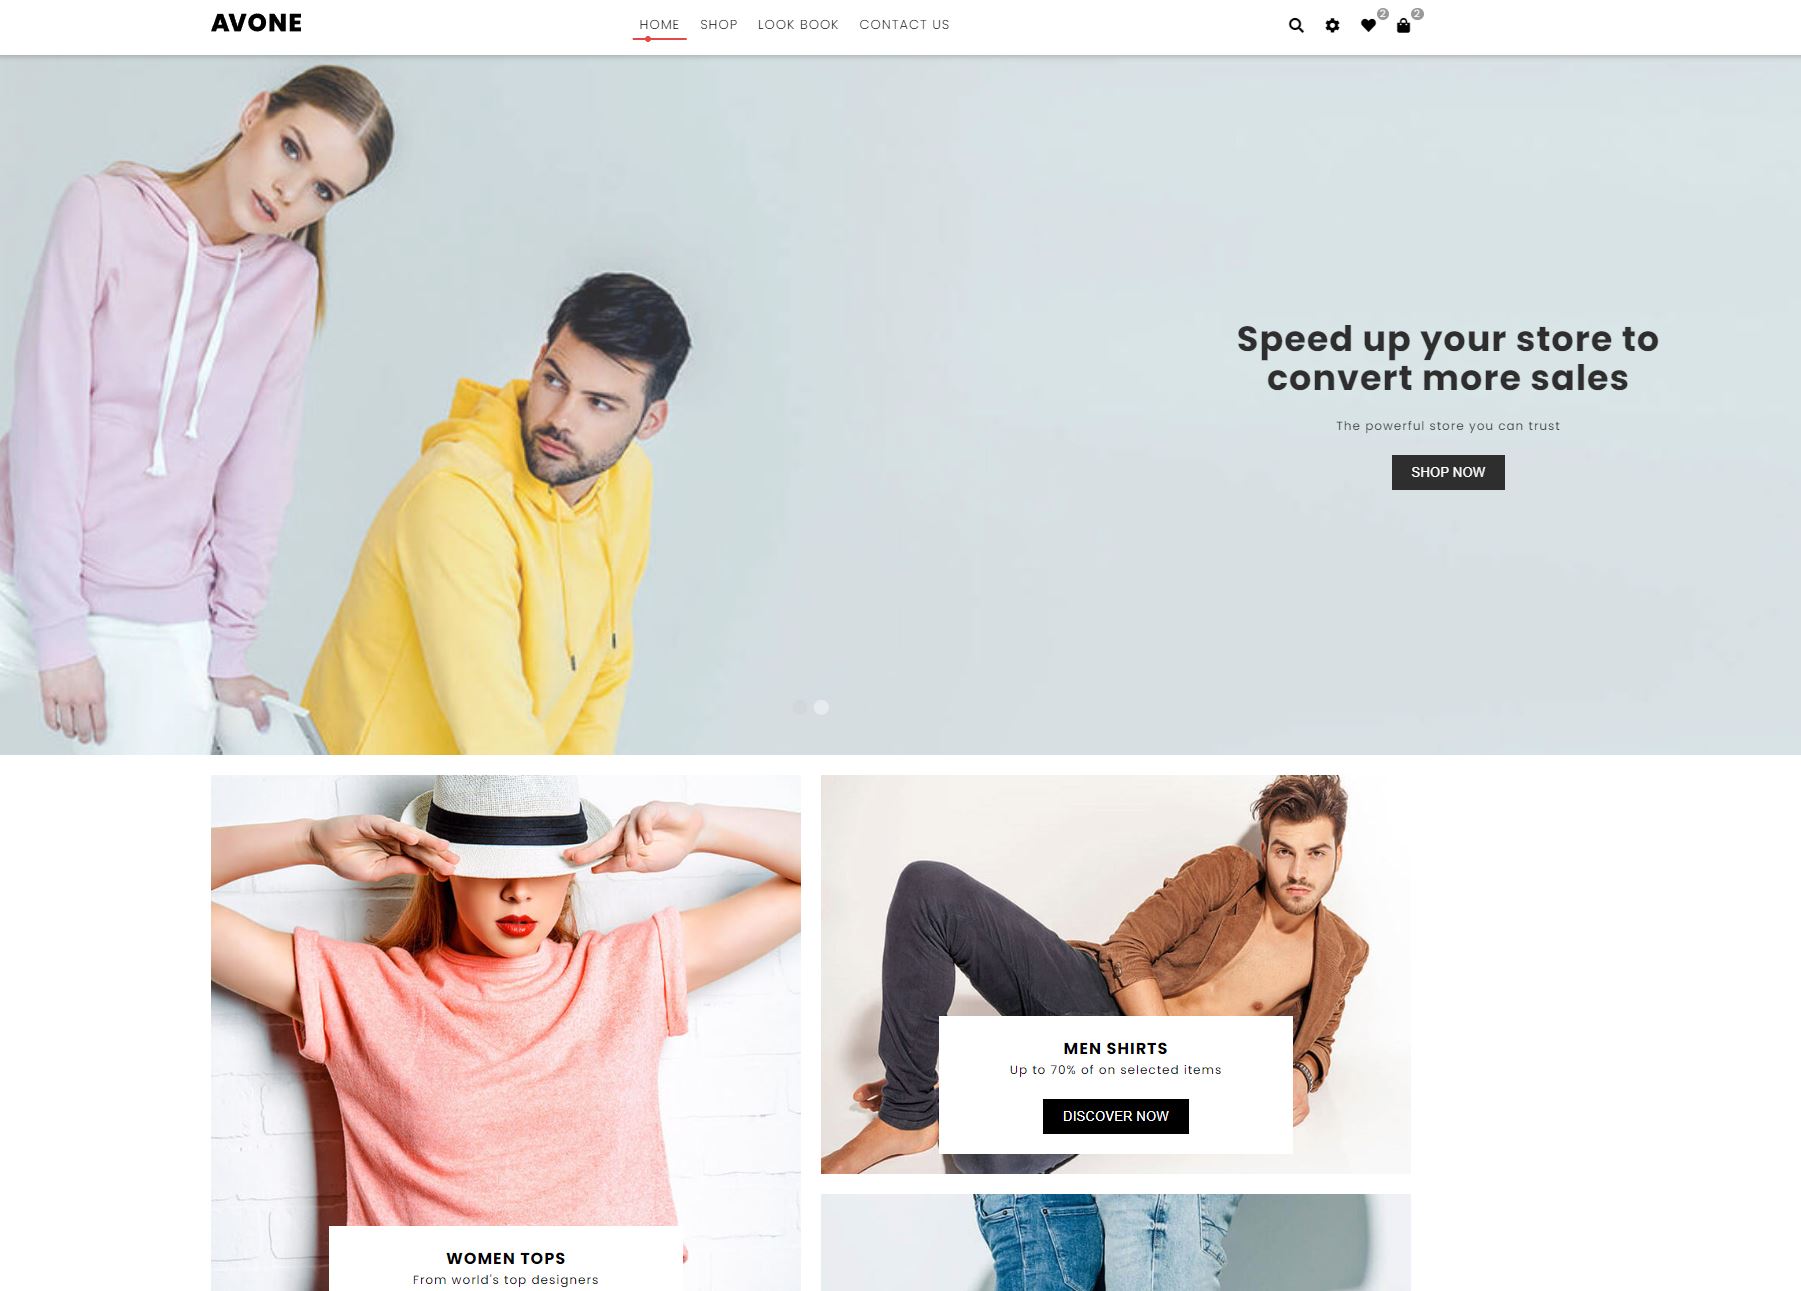 AVONE
HOME SHOP LOOK BOOK CONTACT US
2 2
Speed up your store to
convert more sales
The powerful store you can trust
SHOP NOW
MEN SHIRTS
Up to 70% of on selected items
DISCOVER NOW
WOMEN TOPS
From world's top designers